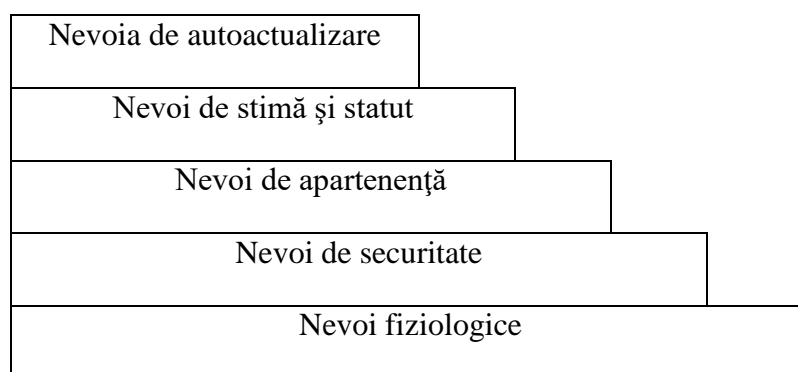 Nevoia de autoactualizare
Nevoi de stimă şi statut
Nevoi de apartenenţă
Nevoi de securitate
Nevoi fiziologice